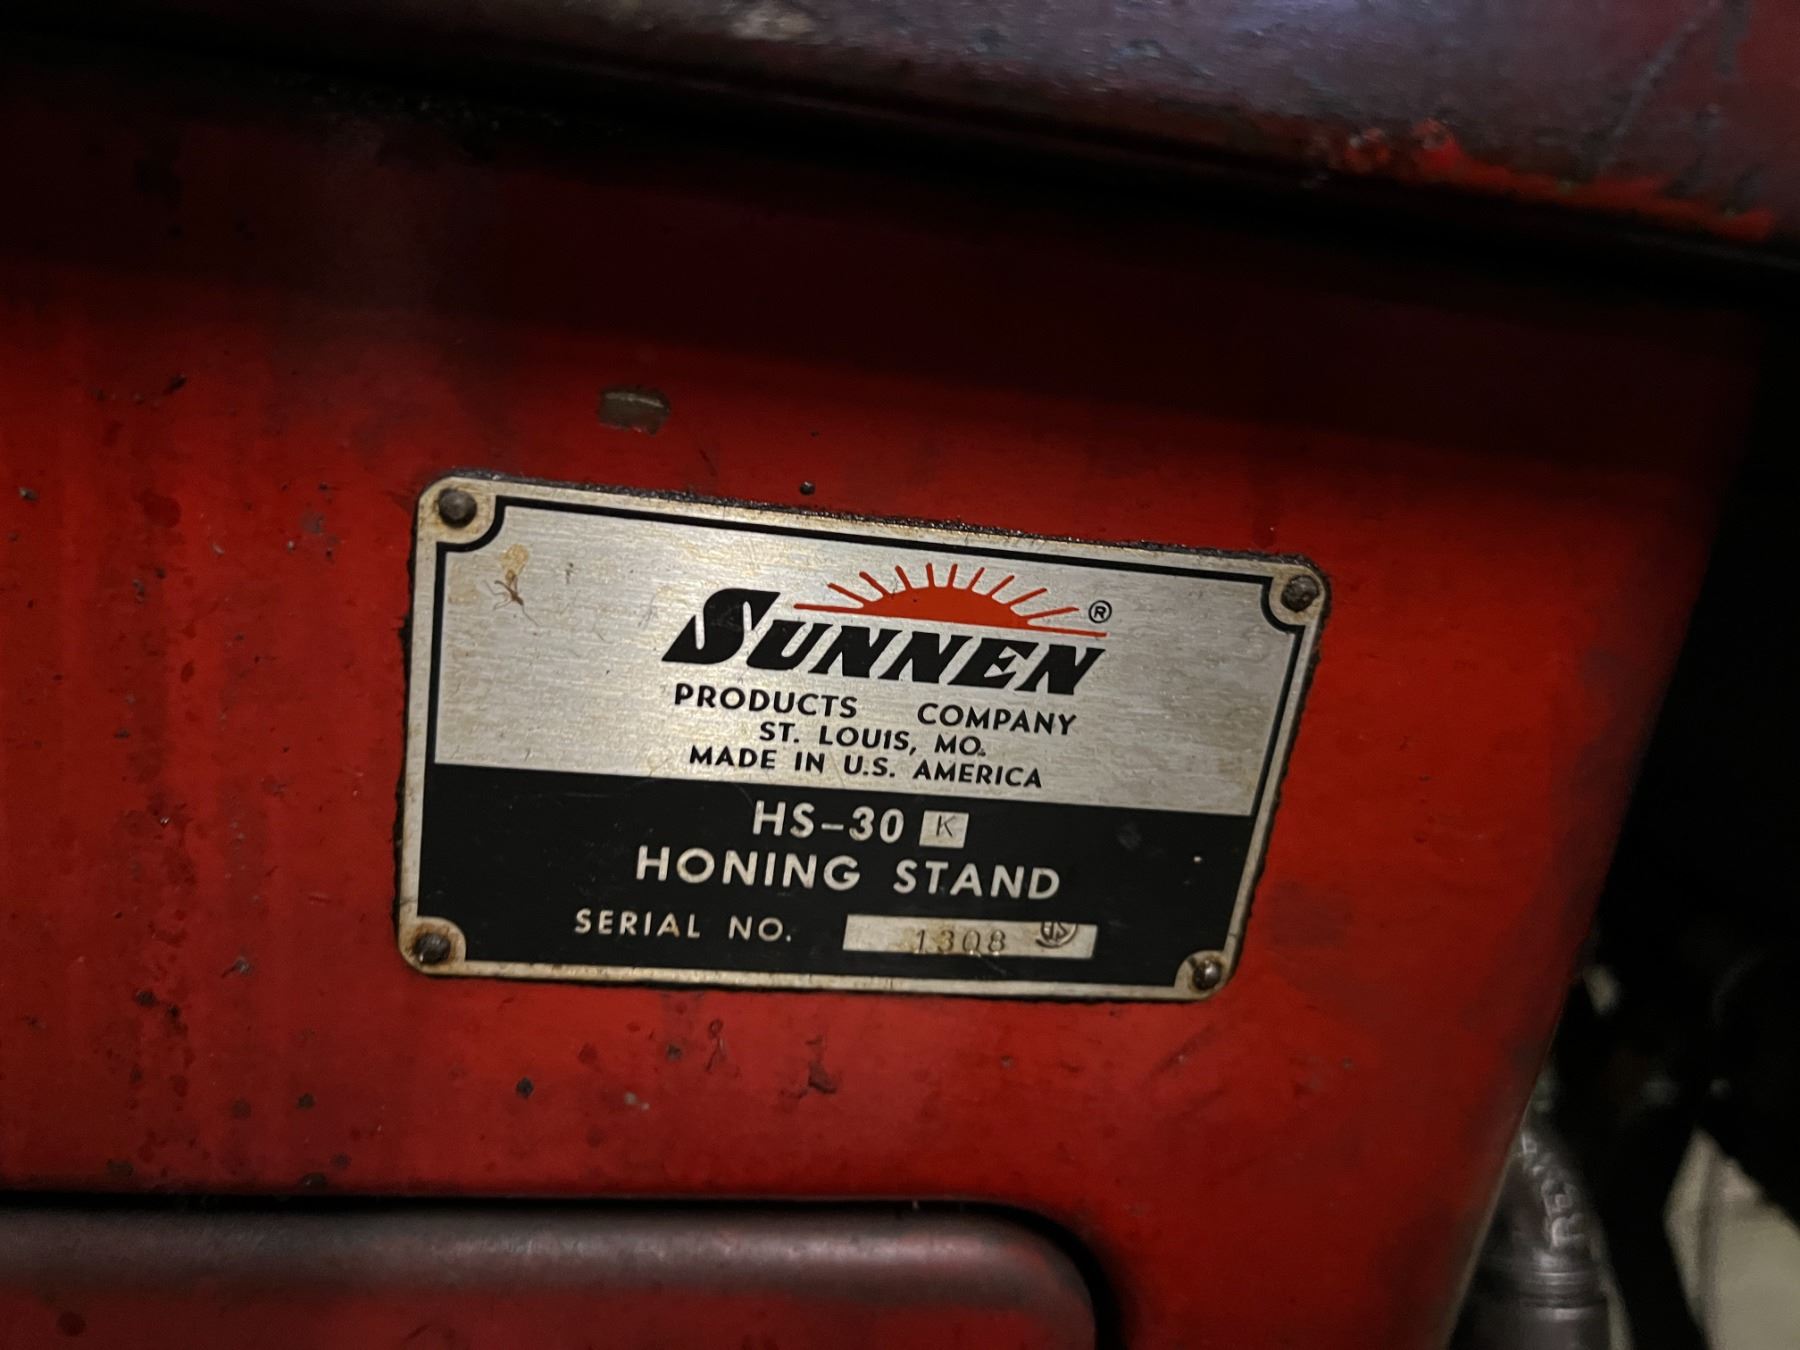 SUNNEN®
PRODUCTS COMPANY
ST. LOUIS, MO.
MADE IN U.S. AMERICA
HS-30 K
HONING STAND
SERIAL NO. 1308